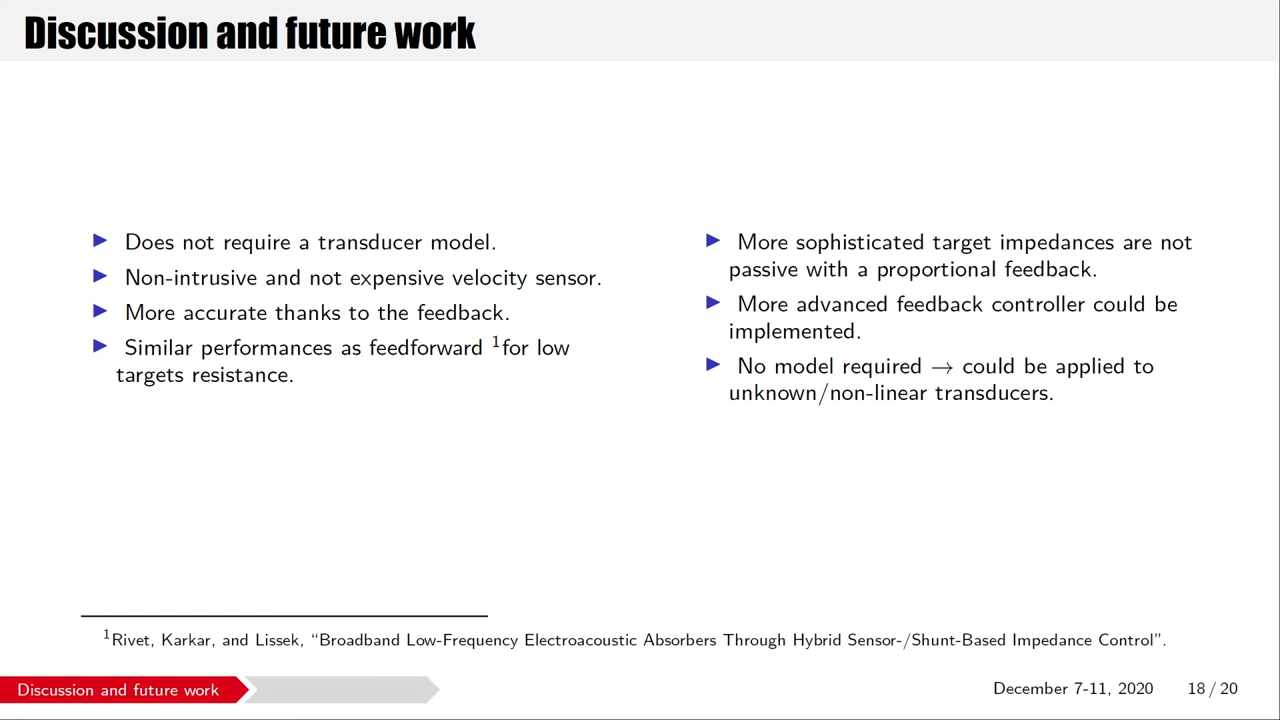 Discussion and future work
▶ Does not require a transducer model.
▶ Non-intrusive and not expensive velocity sensor.
▶ More accurate thanks to the feedback.
▶ Similar performances as feedforward ¹for low
targets resistance.
▶ More sophisticated target impedances are not
passive with a proportional feedback.
▶ More advanced feedback controller could be
implemented.
▶ No model required → could be applied to
unknown/non-linear transducers.
¹Rivet, Karkar, and Lissek, “Broadband Low-Frequency Electroacoustic Absorbers Through Hybrid Sensor-/Shunt-Based Impedance Control”.
Discussion and future work
December 7-11, 2020 18 / 20